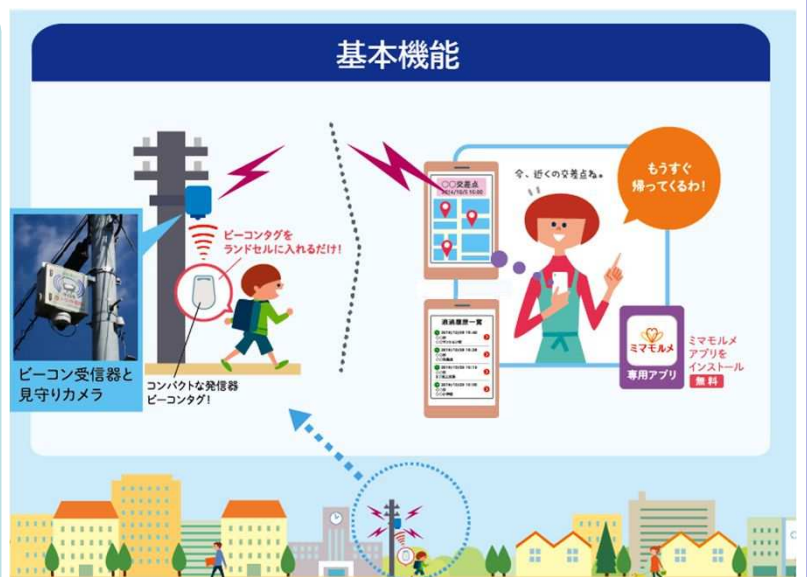 基本機能
ビーコンタグを
ランドセルに入れるだけ!
ビーコン受信器と
見守りカメラ
コンパクトな発信器
ビーコンタグ!
〇〇交差点
今、近くの交差点ね。
もうすぐ
帰ってくるわ!
通過履歴一覧
ミマモルメ
専用アプリ
ミマモルメ
アプリを
インストール
無料